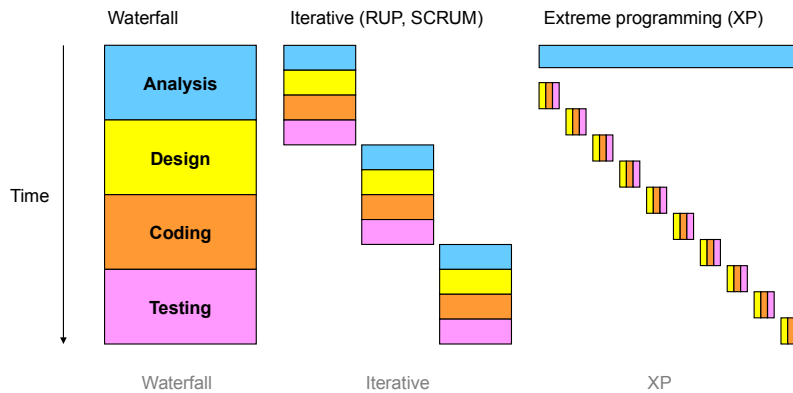 Waterfall
Iterative (RUP, SCRUM)
Extreme programming (XP)
Analysis
Design
Time
Coding
Testing
Waterfall
Iterative
XP